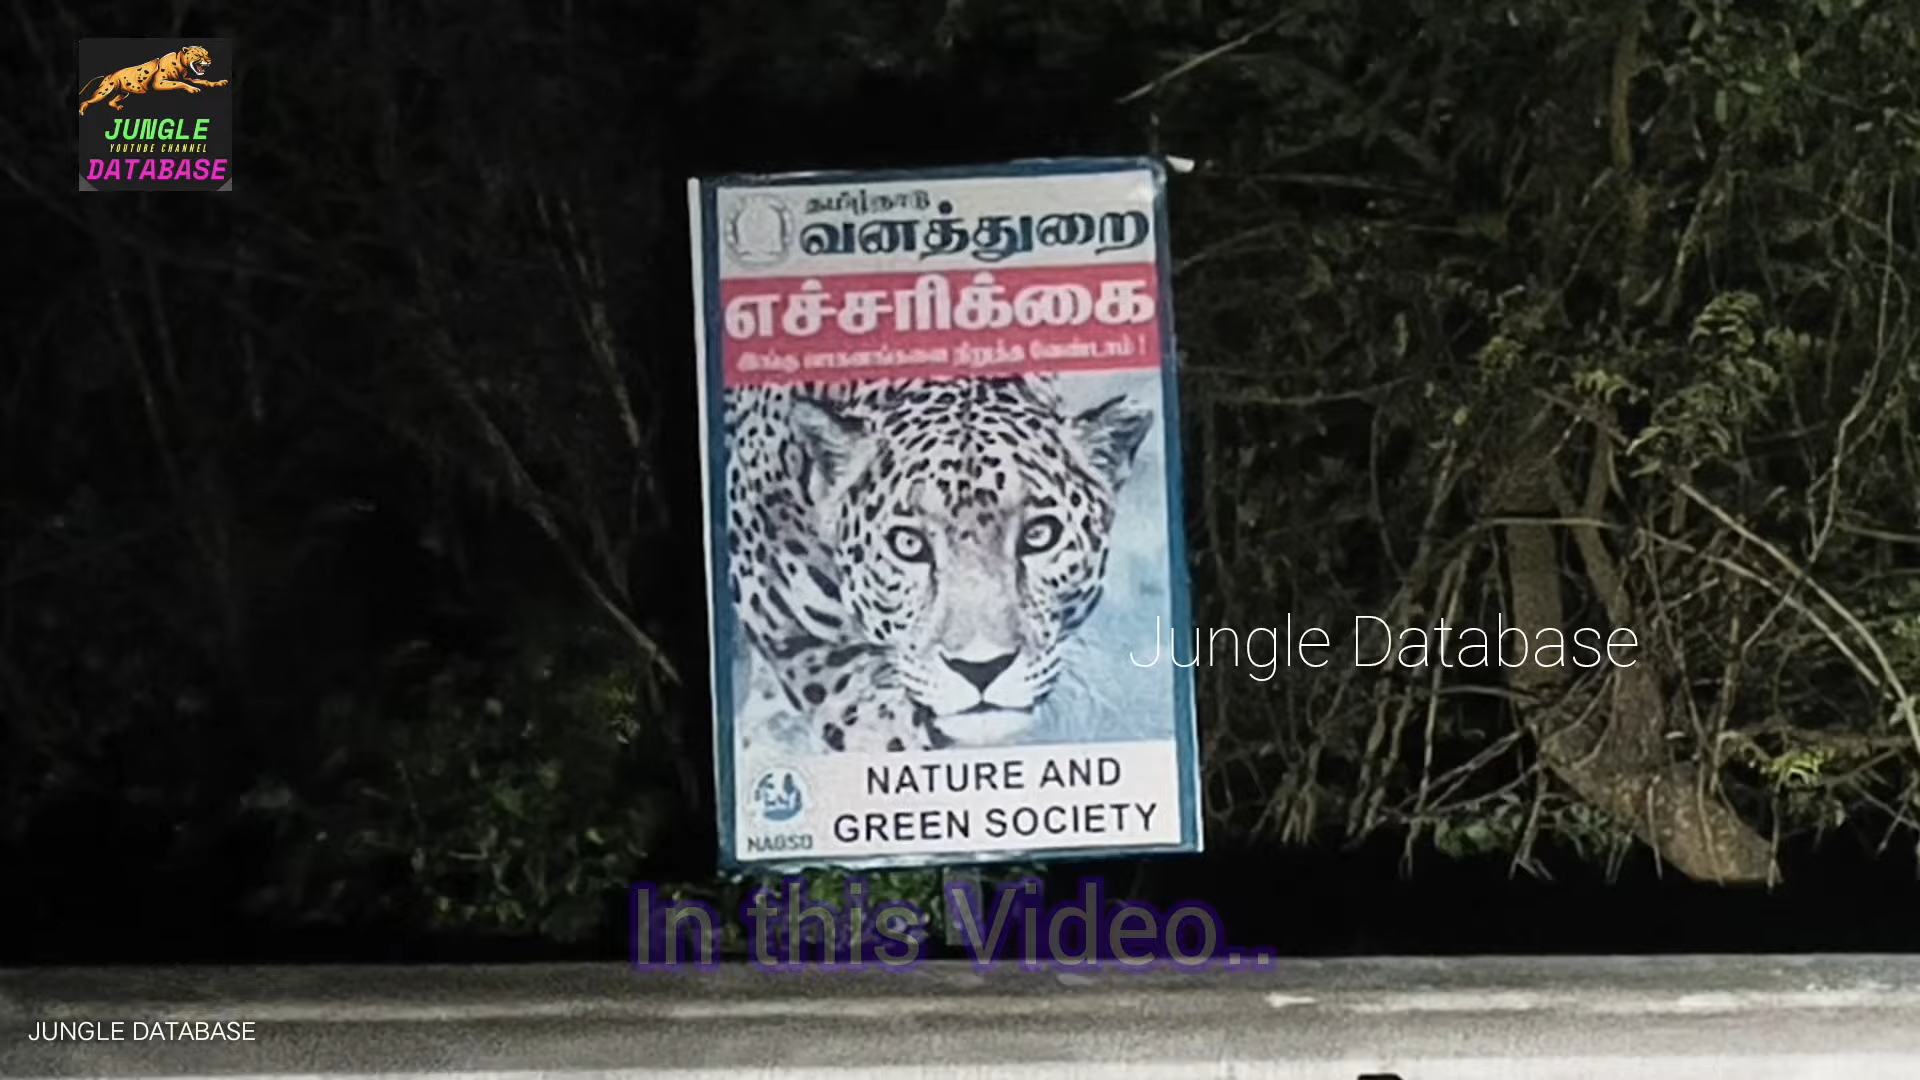 JUNGLE
YOUTUBE CHANNEL
DATABASE
தமிழ்நாடு
வனத்துறை
எச்சரிக்கை
இங்கு வாகனங்களை நிறுத்த வேண்டாம் !
Jungle Database
NATURE AND
GREEN SOCIETY
NAGSO
In this Video..
JUNGLE DATABASE